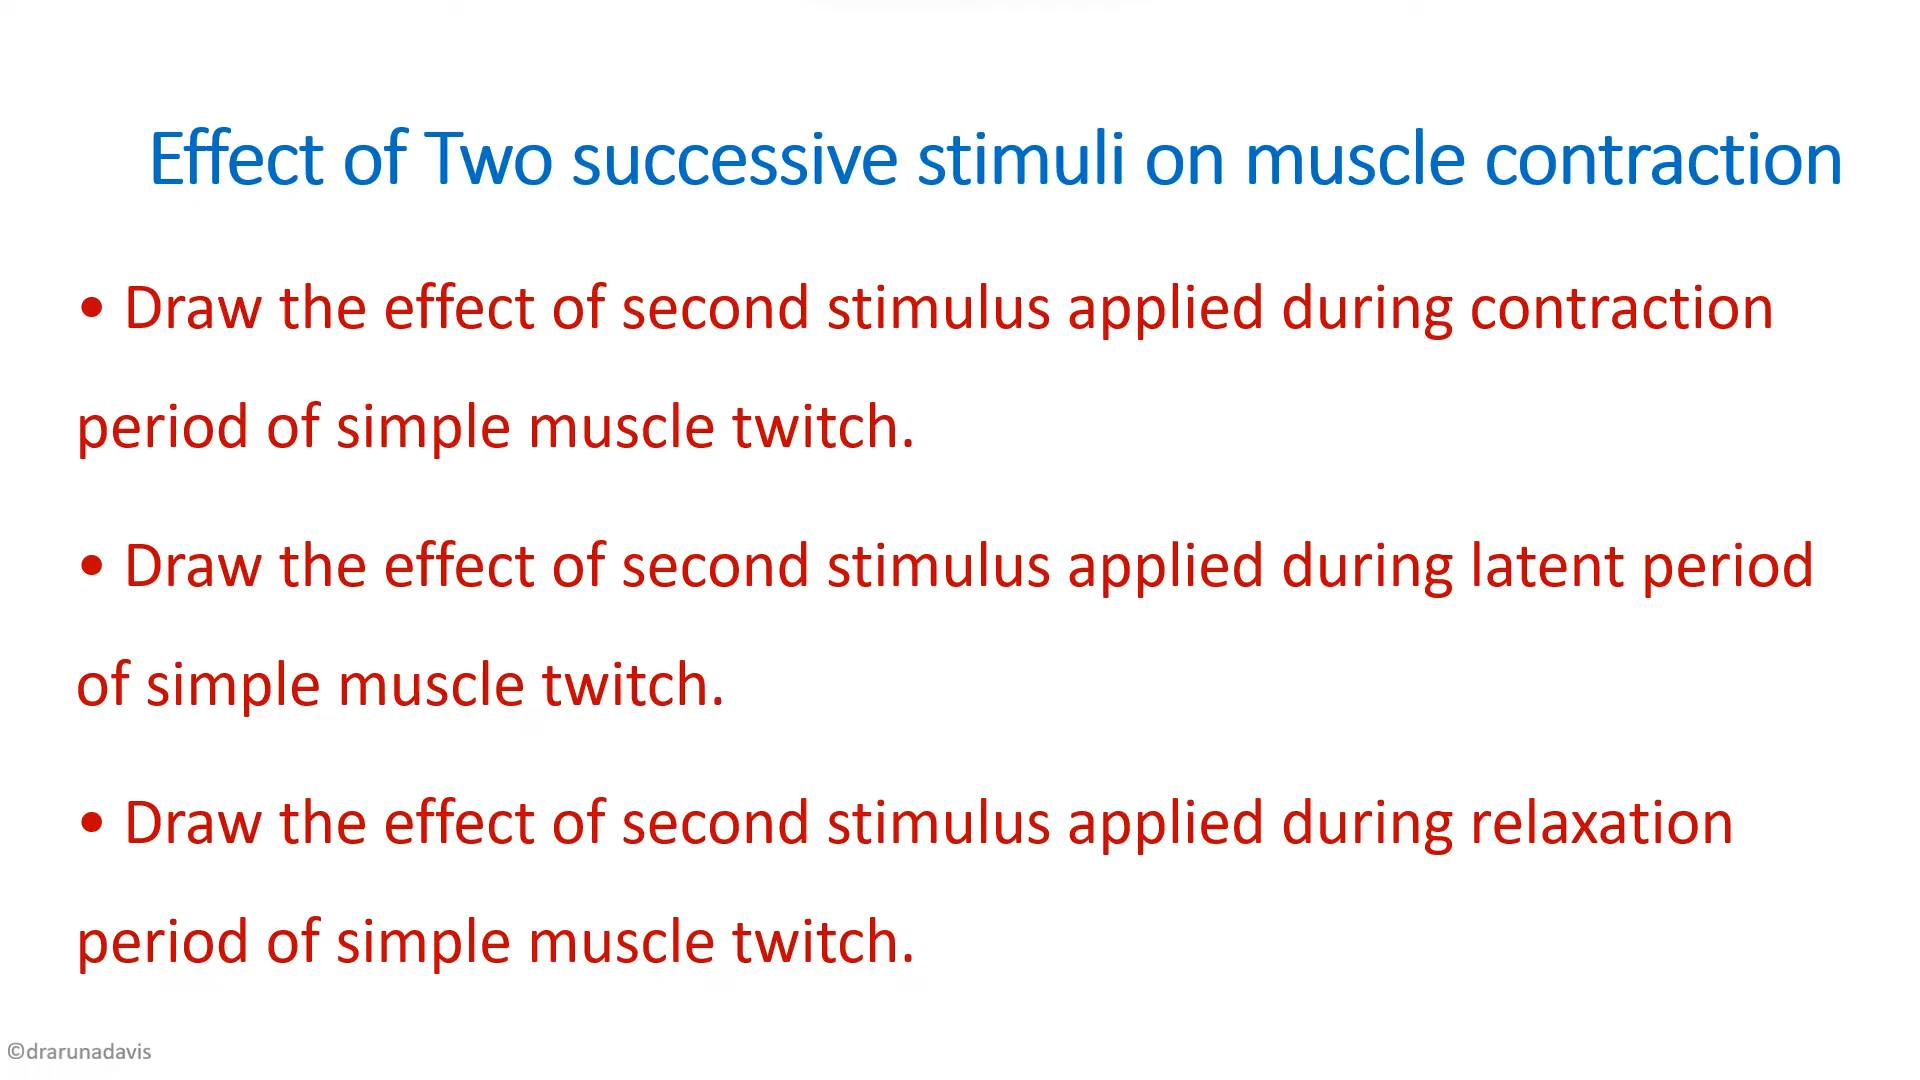 Effect of Two successive stimuli on muscle contraction
• Draw the effect of second stimulus applied during contraction
period of simple muscle twitch.
• Draw the effect of second stimulus applied during latent period
of simple muscle twitch.
• Draw the effect of second stimulus applied during relaxation
period of simple muscle twitch.
©drarunadavis